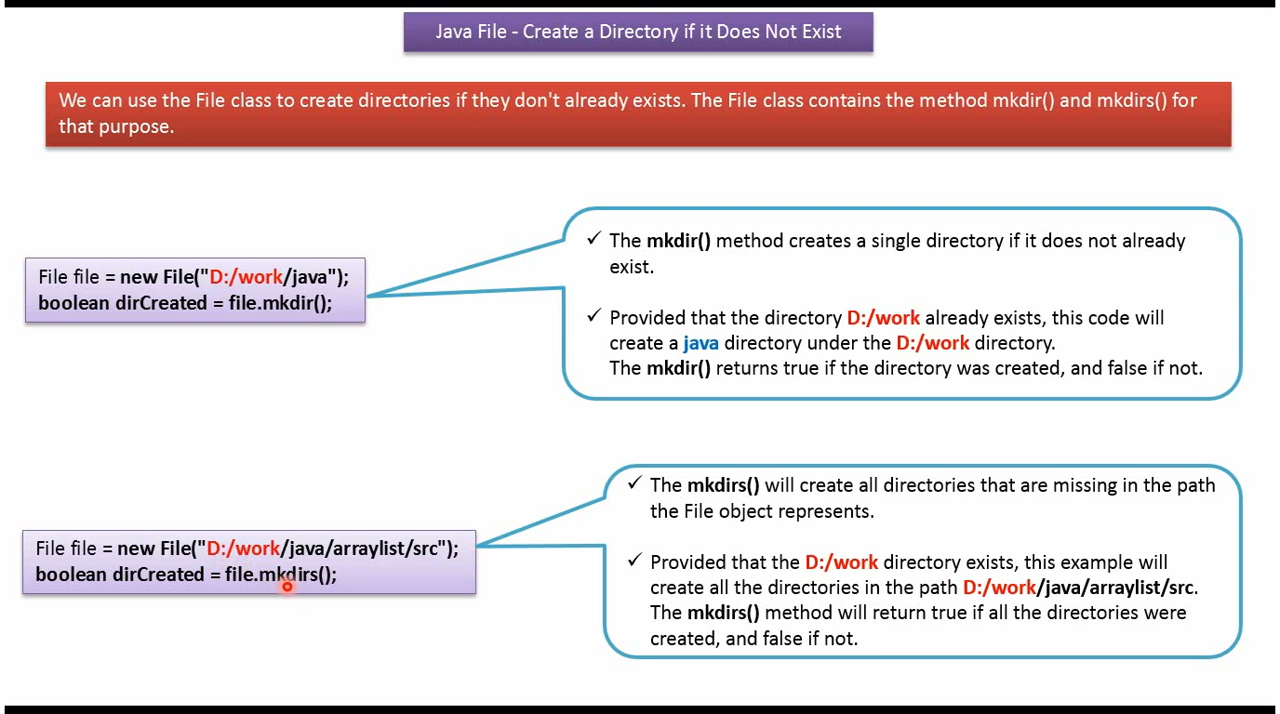 Java File - Create a Directory if it Does Not Exist
We can use the File class to create directories if they don't already exists. The File class contains the method mkdir() and mkdirs() for
that purpose.
File file = new File("D:/work/java");
boolean dirCreated = file.mkdir();
✓ The mkdir() method creates a single directory if it does not already
exist.
✓ Provided that the directory D:/work already exists, this code will
create a java directory under the D:/work directory.
The mkdir() returns true if the directory was created, and false if not.
File file = new File("D:/work/java/arraylist/src");
boolean dirCreated = file.mkdirs();
✓ The mkdirs() will create all directories that are missing in the path
the File object represents.
✓ Provided that the D:/work directory exists, this example will
create all the directories in the path D:/work/java/arraylist/src.
The mkdirs() method will return true if all the directories were
created, and false if not.